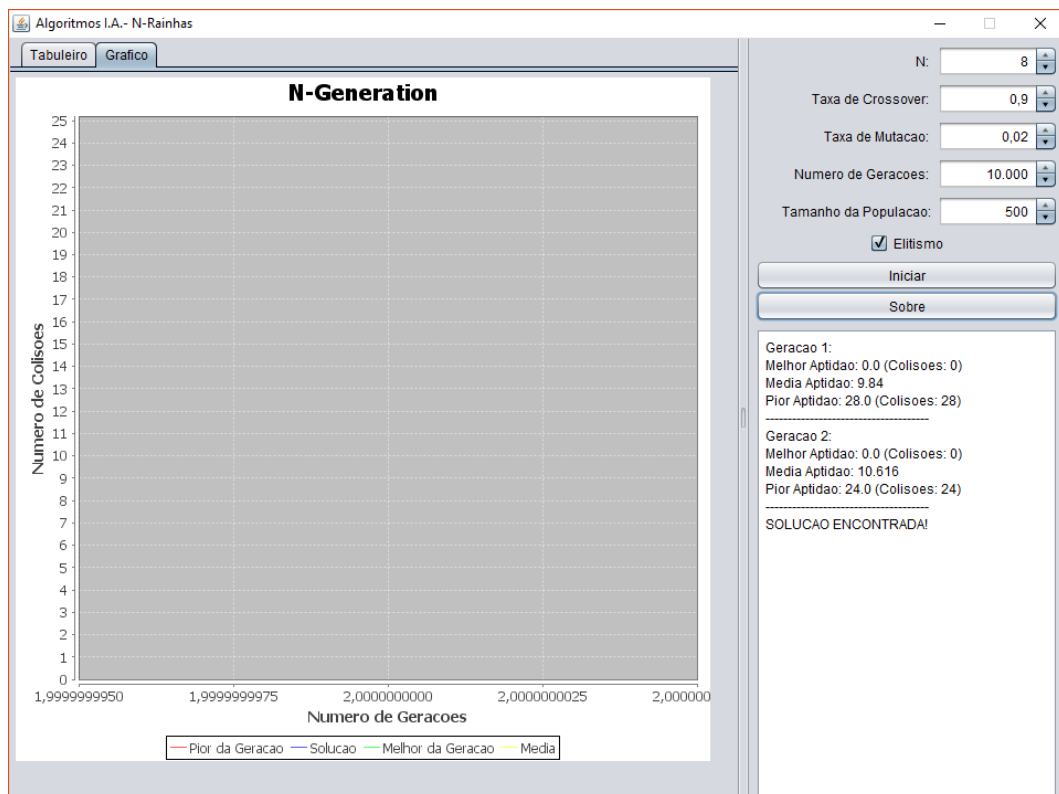 Algoritmos I.A.- N-Rainhas
Tabuleiro Grafico
N-Generation
25
24
23
22
21
20
19
18
17
16
15
14
13
12
11
10
9
8
7
6
5
4
3
2
1
0
Numero de Colisoes
1,9999999950 1,9999999975 2,0000000000 2,0000000025 2,000000
Numero de Geracoes
Pior da Geracao Solucao Melhor da Geracao Media
N: 8
Taxa de Crossover: 0,9
Taxa de Mutacao: 0,02
Numero de Geracoes: 10.000
Tamanho da Populacao: 500
Elitismo
Iniciar
Sobre
Geracao 1:
Melhor Aptidao: 0.0 (Colisoes: 0)
Media Aptidao: 9.84
Pior Aptidao: 28.0 (Colisoes: 28)
--------------------------------------
Geracao 2:
Melhor Aptidao: 0.0 (Colisoes: 0)
Media Aptidao: 10.616
Pior Aptidao: 24.0 (Colisoes: 24)
--------------------------------------
SOLUCAO ENCONTRADA!